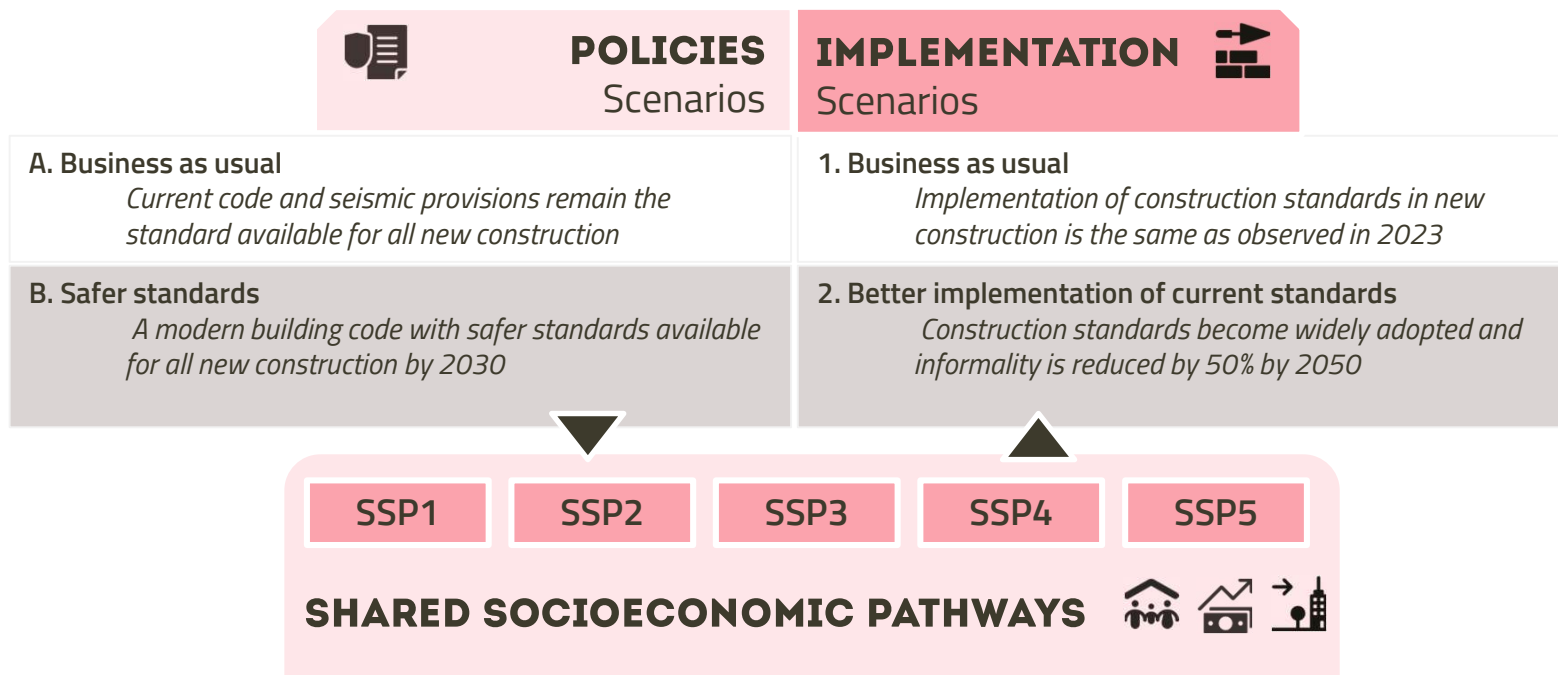 POLICIES
Scenarios
IMPLEMENTATION
Scenarios
A. Business as usual
Current code and seismic provisions remain the
standard available for all new construction
1. Business as usual
Implementation of construction standards in new
construction is the same as observed in 2023
B. Safer standards
A modern building code with safer standards available
for all new construction by 2030
2. Better implementation of current standards
Construction standards become widely adopted and
informality is reduced by 50% by 2050
SSP1
SSP2
SSP3
SSP4
SSP5
SHARED SOCIOECONOMIC PATHWAYS